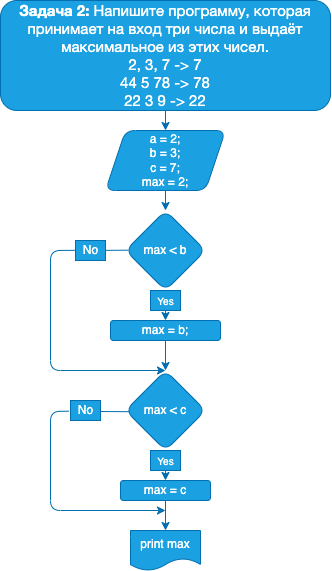 Задача 2: Напишите программу, которая
принимает на вход три числа и выдаёт
максимальное из этих чисел.
2, 3, 7 -> 7
44 5 78 -> 78
22 3 9 -> 22
a = 2;
b = 3;
c = 7;
max = 2;
max < b
No
Yes
max = b;
max < c
No
Yes
max = c
print max